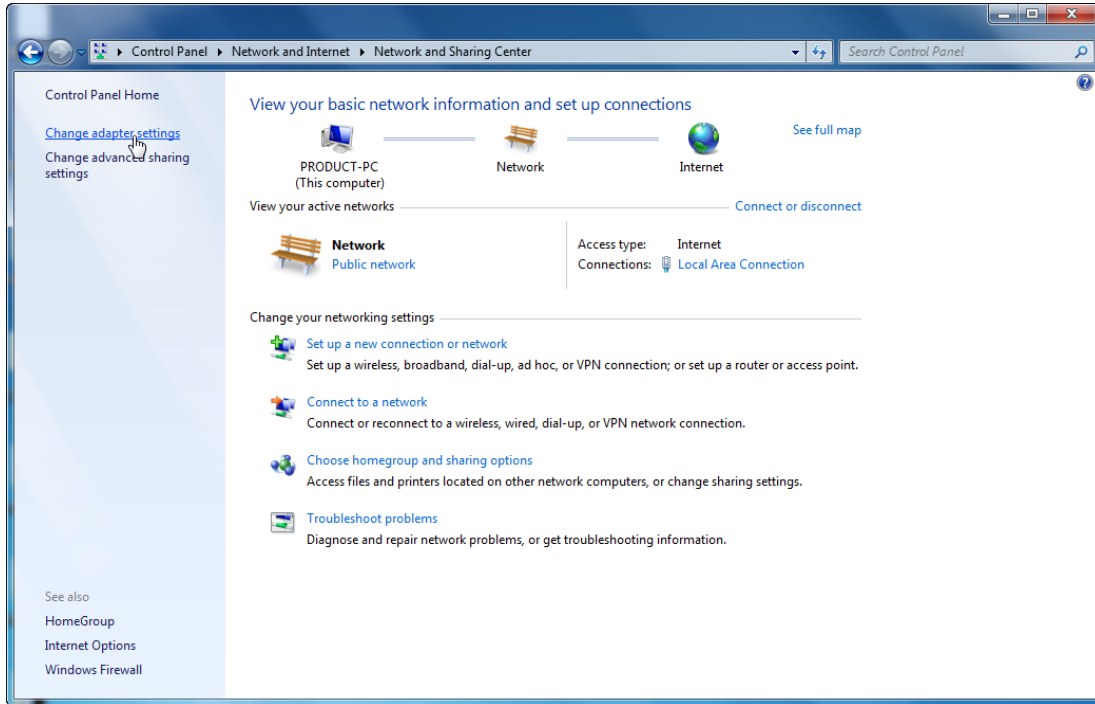 Control Panel ▸ Network and Internet ▸ Network and Sharing Center
Search Control Panel
Control Panel Home
Change adapter settings
Change advanced sharing
settings
View your basic network information and set up connections
See full map
PRODUCT-PC
(This computer)
Network
Internet
View your active networks
Connect or disconnect
Network
Public network
Access type: Internet
Connections: Local Area Connection
Change your networking settings
Set up a new connection or network
Set up a wireless, broadband, dial-up, ad hoc, or VPN connection; or set up a router or access point.
Connect to a network
Connect or reconnect to a wireless, wired, dial-up, or VPN network connection.
Choose homegroup and sharing options
Access files and printers located on other network computers, or change sharing settings.
Troubleshoot problems
Diagnose and repair network problems, or get troubleshooting information.
See also
HomeGroup
Internet Options
Windows Firewall